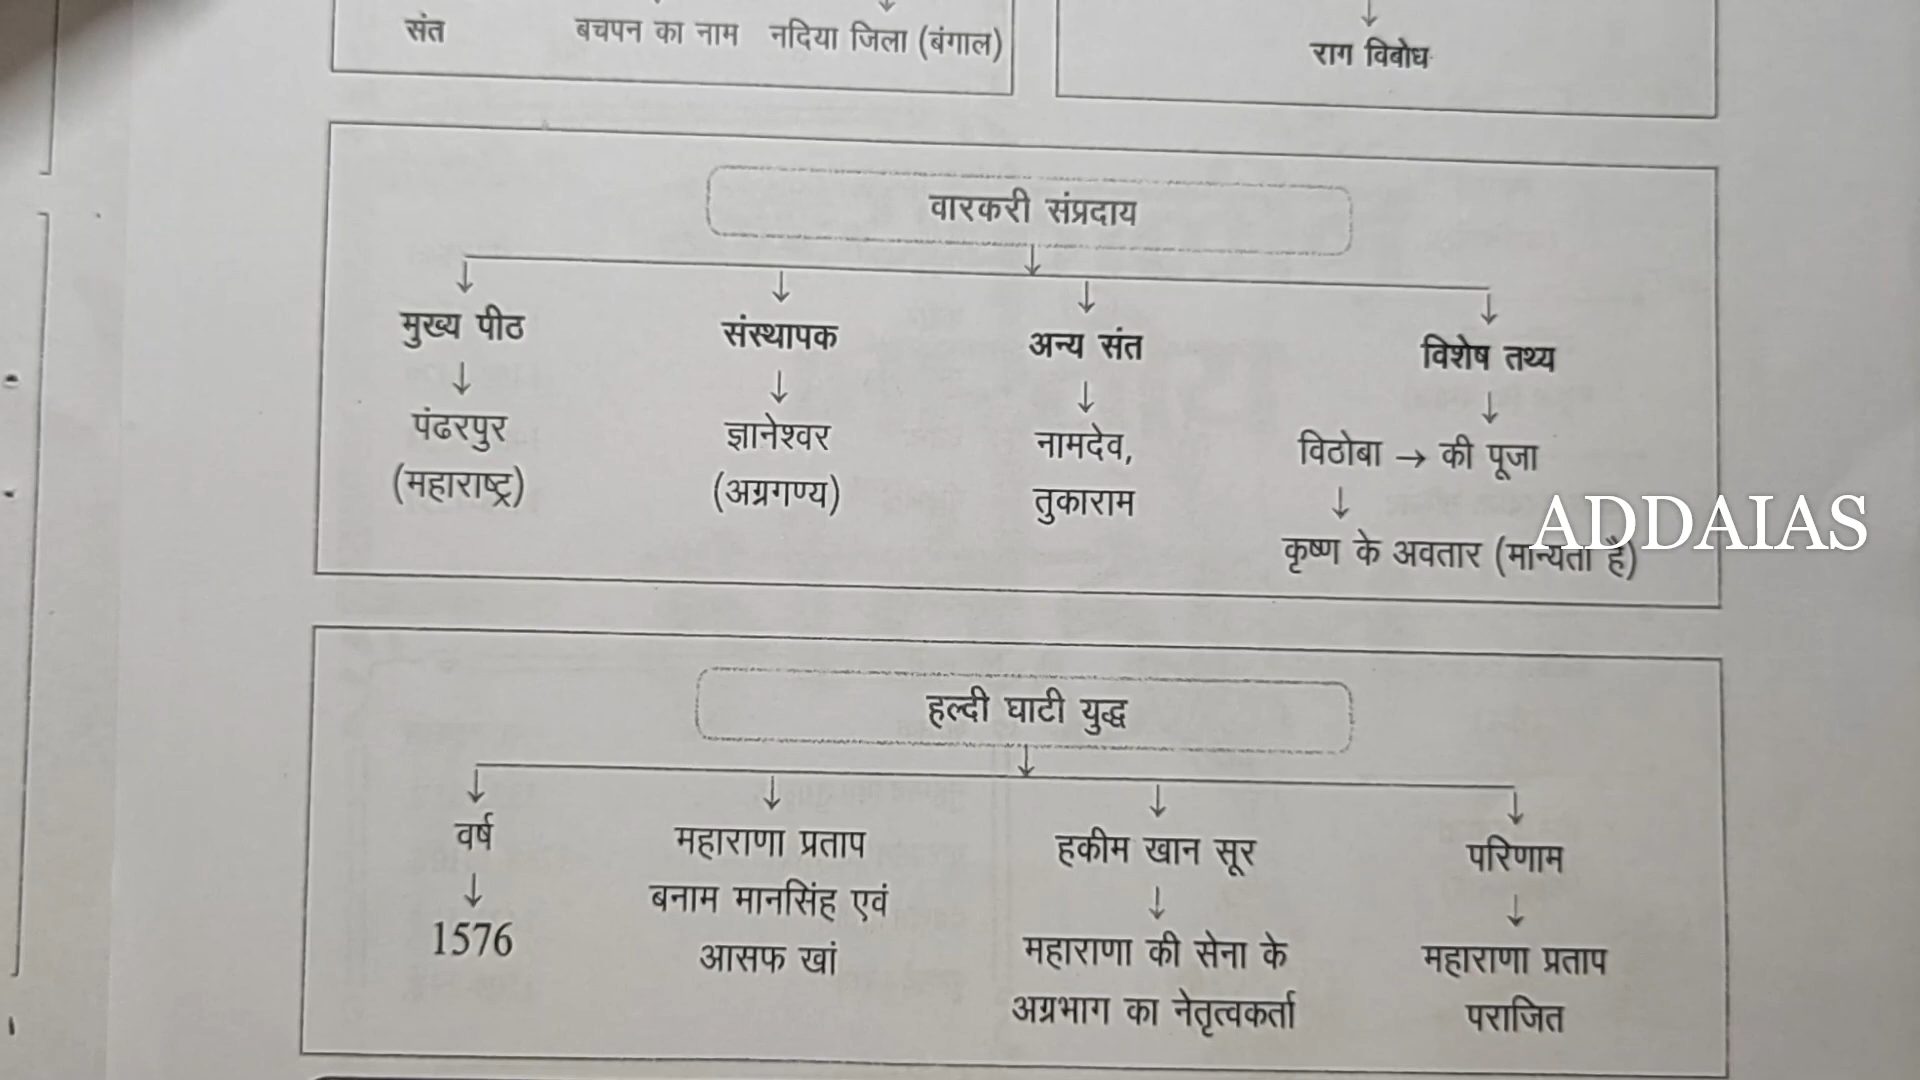 संत बचपन का नाम नदिया जिला (बंगाल)
राग विबोध
वारकरी संप्रदाय
मुख्य पीठ
पंढरपुर
(महाराष्ट्र)
संस्थापक
ज्ञानेश्वर
(अग्रगण्य)
अन्य संत
नामदेव,
तुकाराम
विशेष तथ्य
विठोबा → की पूजा
कृष्ण के अवतार (मान्यता है)
ADDAIAS
हल्दी घाटी युद्ध
वर्ष
1576
महाराणा प्रताप
बनाम मानसिंह एवं
आसफ खां
हकीम खान सूर
महाराणा की सेना के
अग्रभाग का नेतृत्वकर्ता
परिणाम
महाराणा प्रताप
पराजित